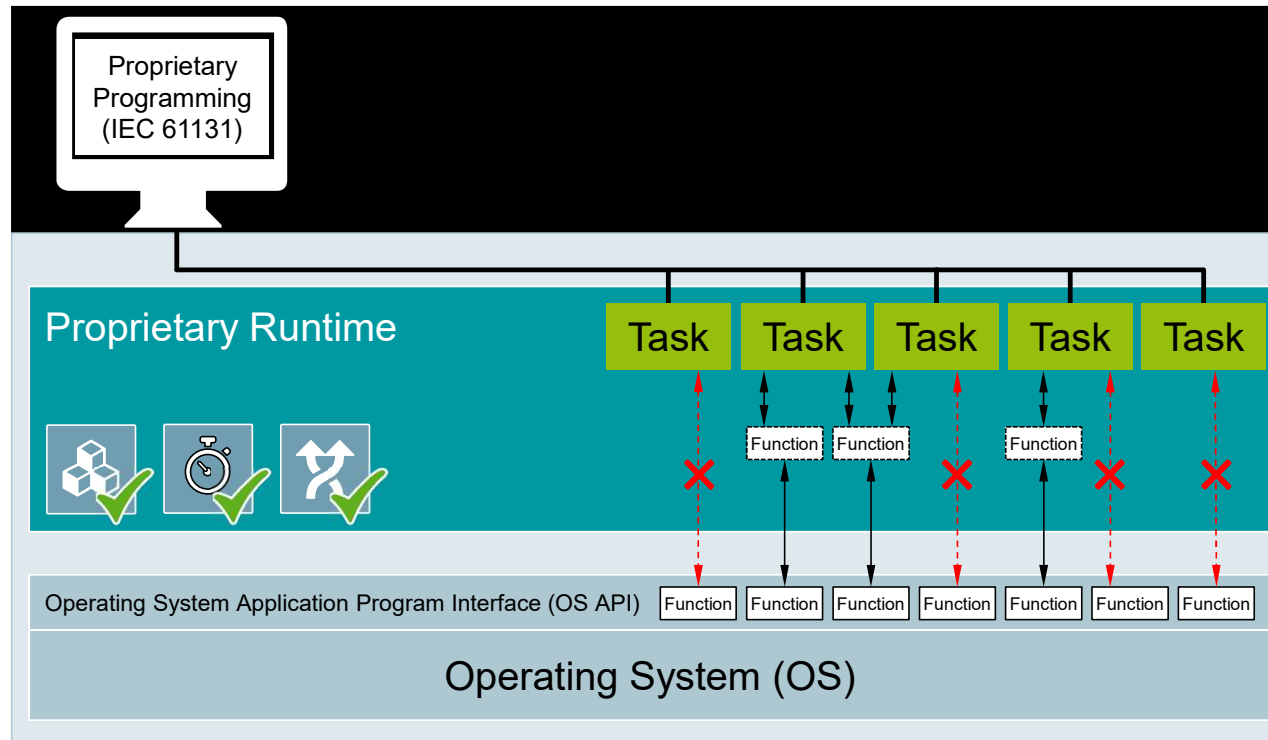 Proprietary
Programming
(IEC 61131)
Proprietary Runtime
Task
Task
Task
Task
Task
Function
Function
Function
Operating System Application Program Interface (OS API)
Function
Function
Function
Function
Function
Function
Function
Operating System (OS)